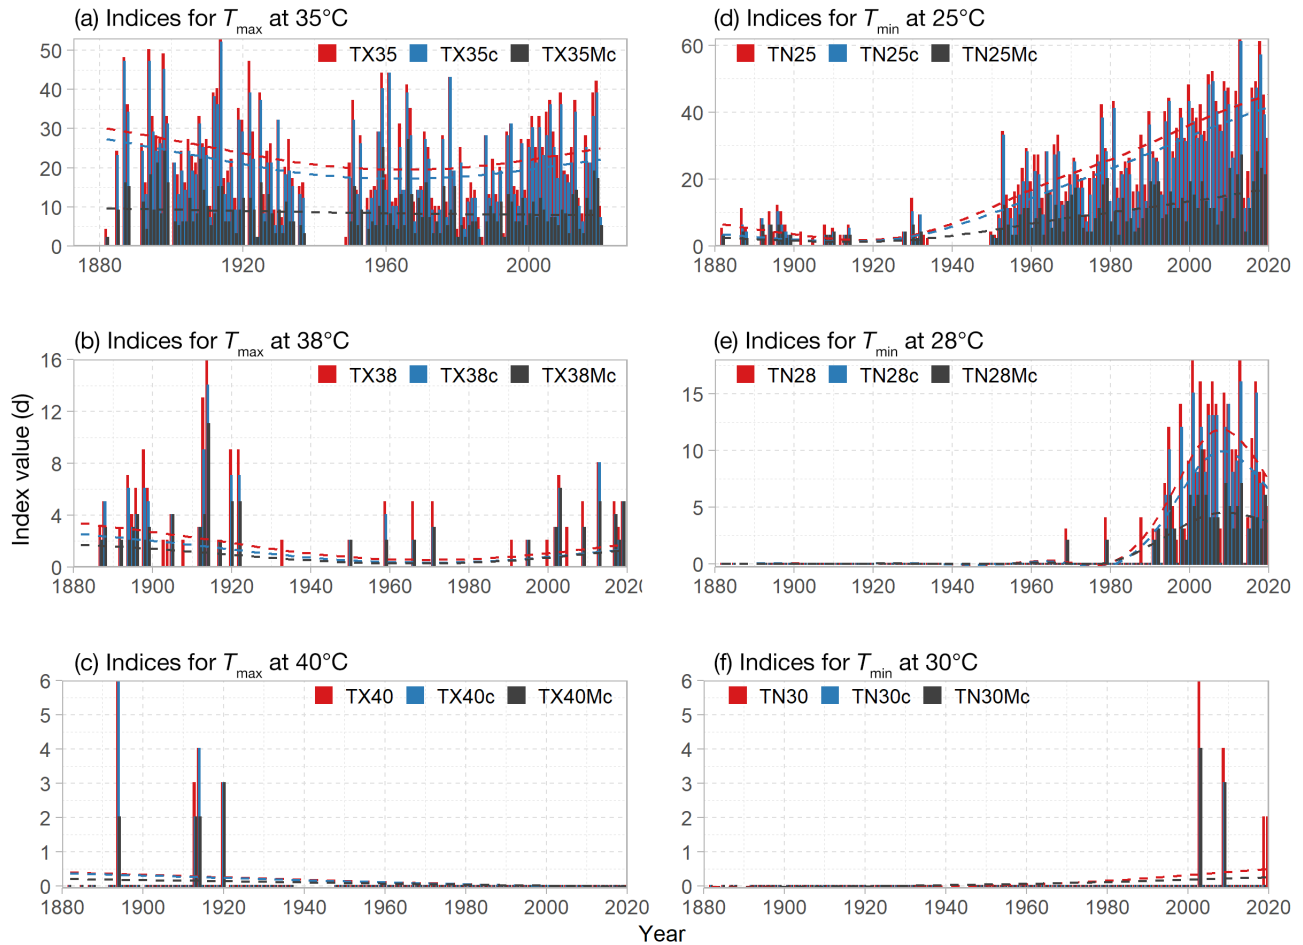 (a) Indices for Tmax at 35°C
TX35 TX35c TX35Mc
50
40
30
20
10
0
1880 1920 1960 2000
(d) Indices for Tmin at 25°C
TN25 TN25c TN25Mc
60
40
20
0
1880 1900 1920 1940 1960 1980 2000 2020
(b) Indices for Tmax at 38°C
TX38 TX38c TX38Mc
16
12
8
4
0
1880 1900 1920 1940 1960 1980 2000 2020
(e) Indices for Tmin at 28°C
TN28 TN28c TN28Mc
15
10
5
0
1880 1900 1920 1940 1960 1980 2000 2020
Index value (d)
(c) Indices for Tmax at 40°C
TX40 TX40c TX40Mc
6
5
4
3
2
1
0
1880 1900 1920 1940 1960 1980 2000 2020
(f) Indices for Tmin at 30°C
TN30 TN30c TN30Mc
6
5
4
3
2
1
0
1880 1900 1920 1940 1960 1980 2000 2020
Year